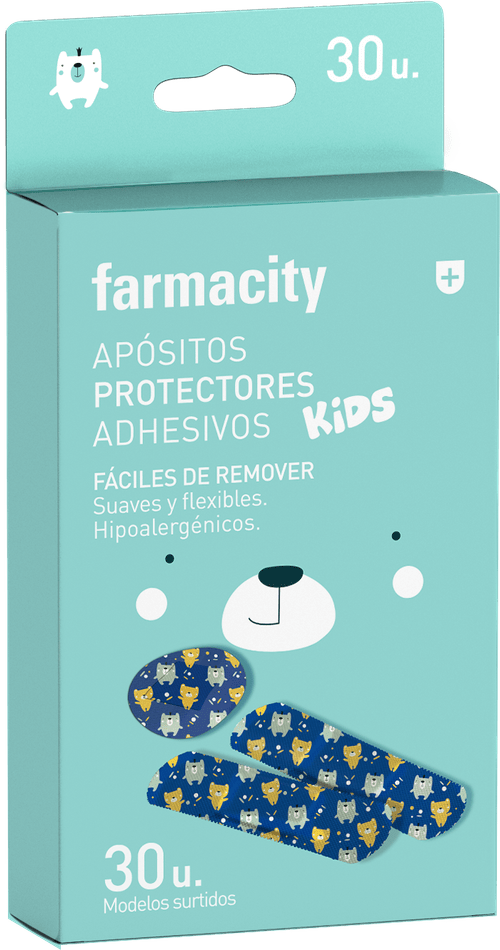 30 u.
farmacity
APÓSITOS
PROTECTORES
ADHESIVOS KiDS
FÁCILES DE REMOVER
Suaves y flexibles.
Hipoalergénicos.
30 u.
Modelos surtidos